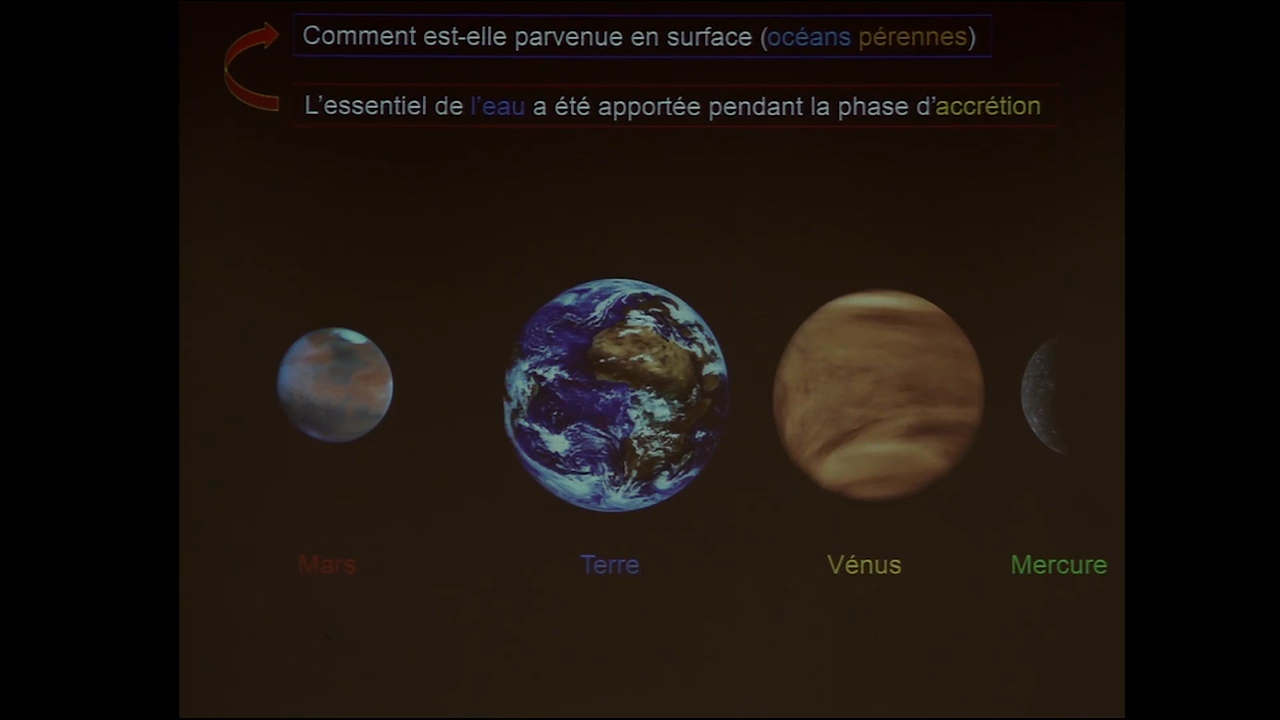 Comment est-elle parvenue en surface (océans pérennes)
L'essentiel de l'eau a été apportée pendant la phase d'accrétion
Mars
Terre
Vénus
Mercure